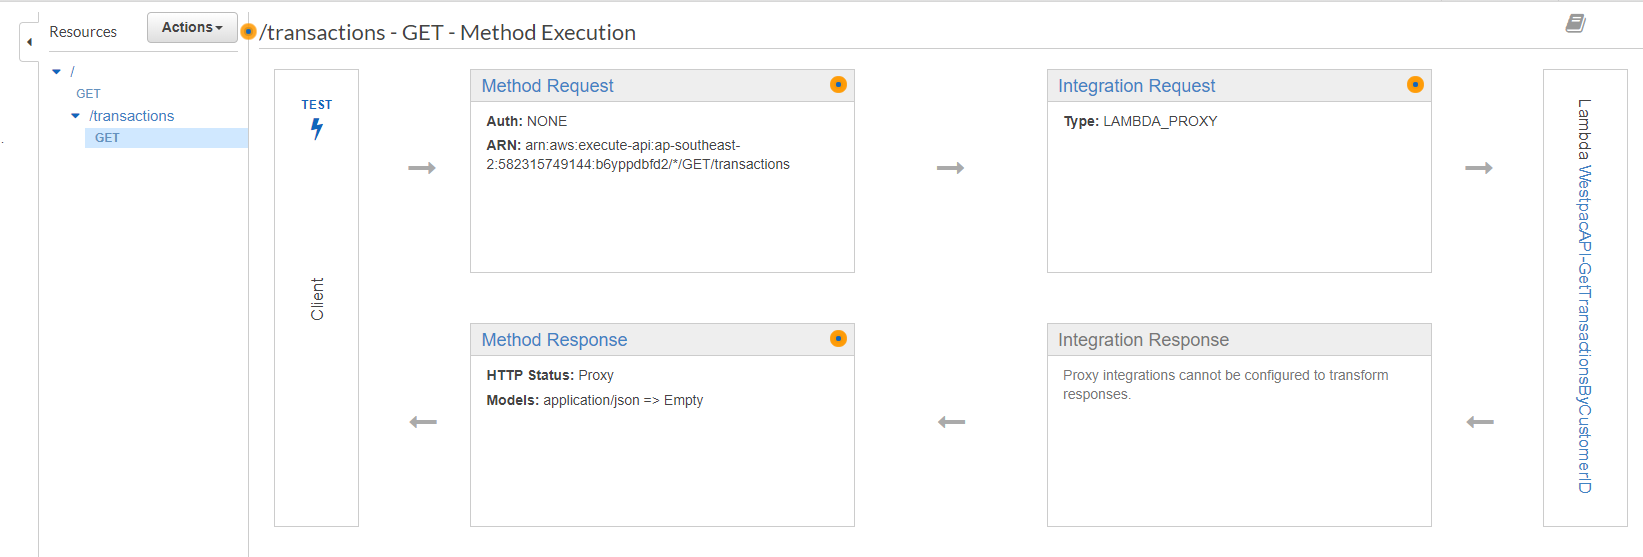 Resources
Actions
/transactions - GET - Method Execution
/
GET
/transactions
GET
TEST
Client
Method Request
Auth: NONE
ARN: arn:aws:execute-api:ap-southeast-
2:582315749144:b6yppdbfd2/*/GET/transactions
Integration Request
Type: LAMBDA_PROXY
Lambda WestpacAPI-GetTransactionsByCustomerID
Method Response
HTTP Status: Proxy
Models: application/json => Empty
Integration Response
Proxy integrations cannot be configured to transform
responses.